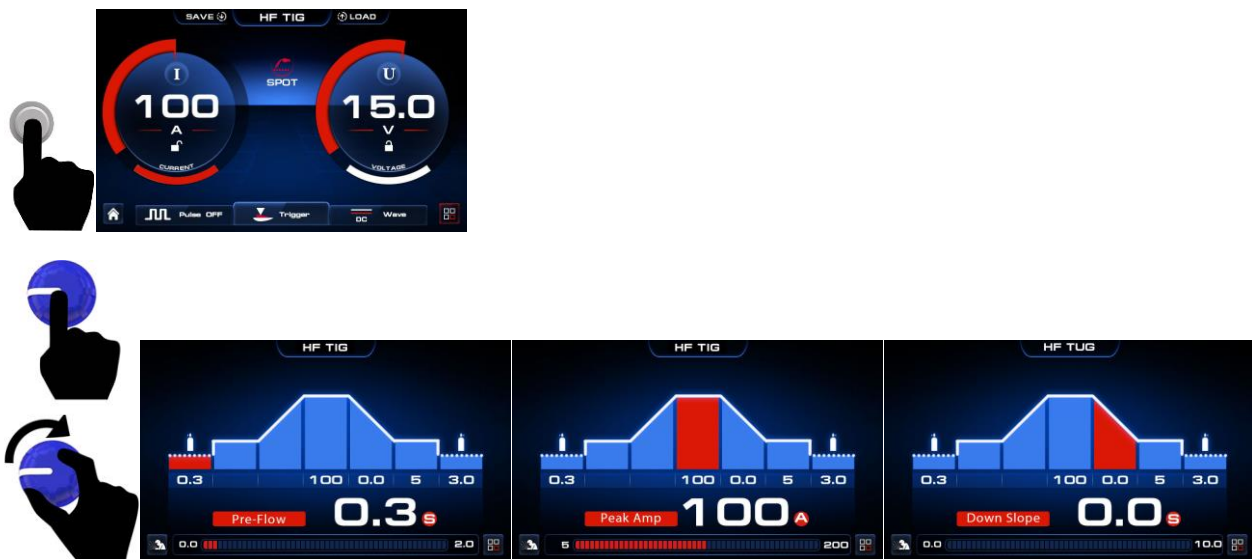 SAVE HF TIG LOAD
SPOT
I
100
A
CURRENT
U
15.0
V
VOLTAGE
Pulse OFF Trigger DC Wave
HF TIG
0.3 100 0.0 5 3.0
Pre-Flow 0.3 S
0.0 2.0
HF TIG
0.3 100 0.0 5 3.0
Peak Amp 100 A
5 200
HF TUG
0.3 100 0.0 5 3.0
Down Slope 0.0 S
0.0 10.0